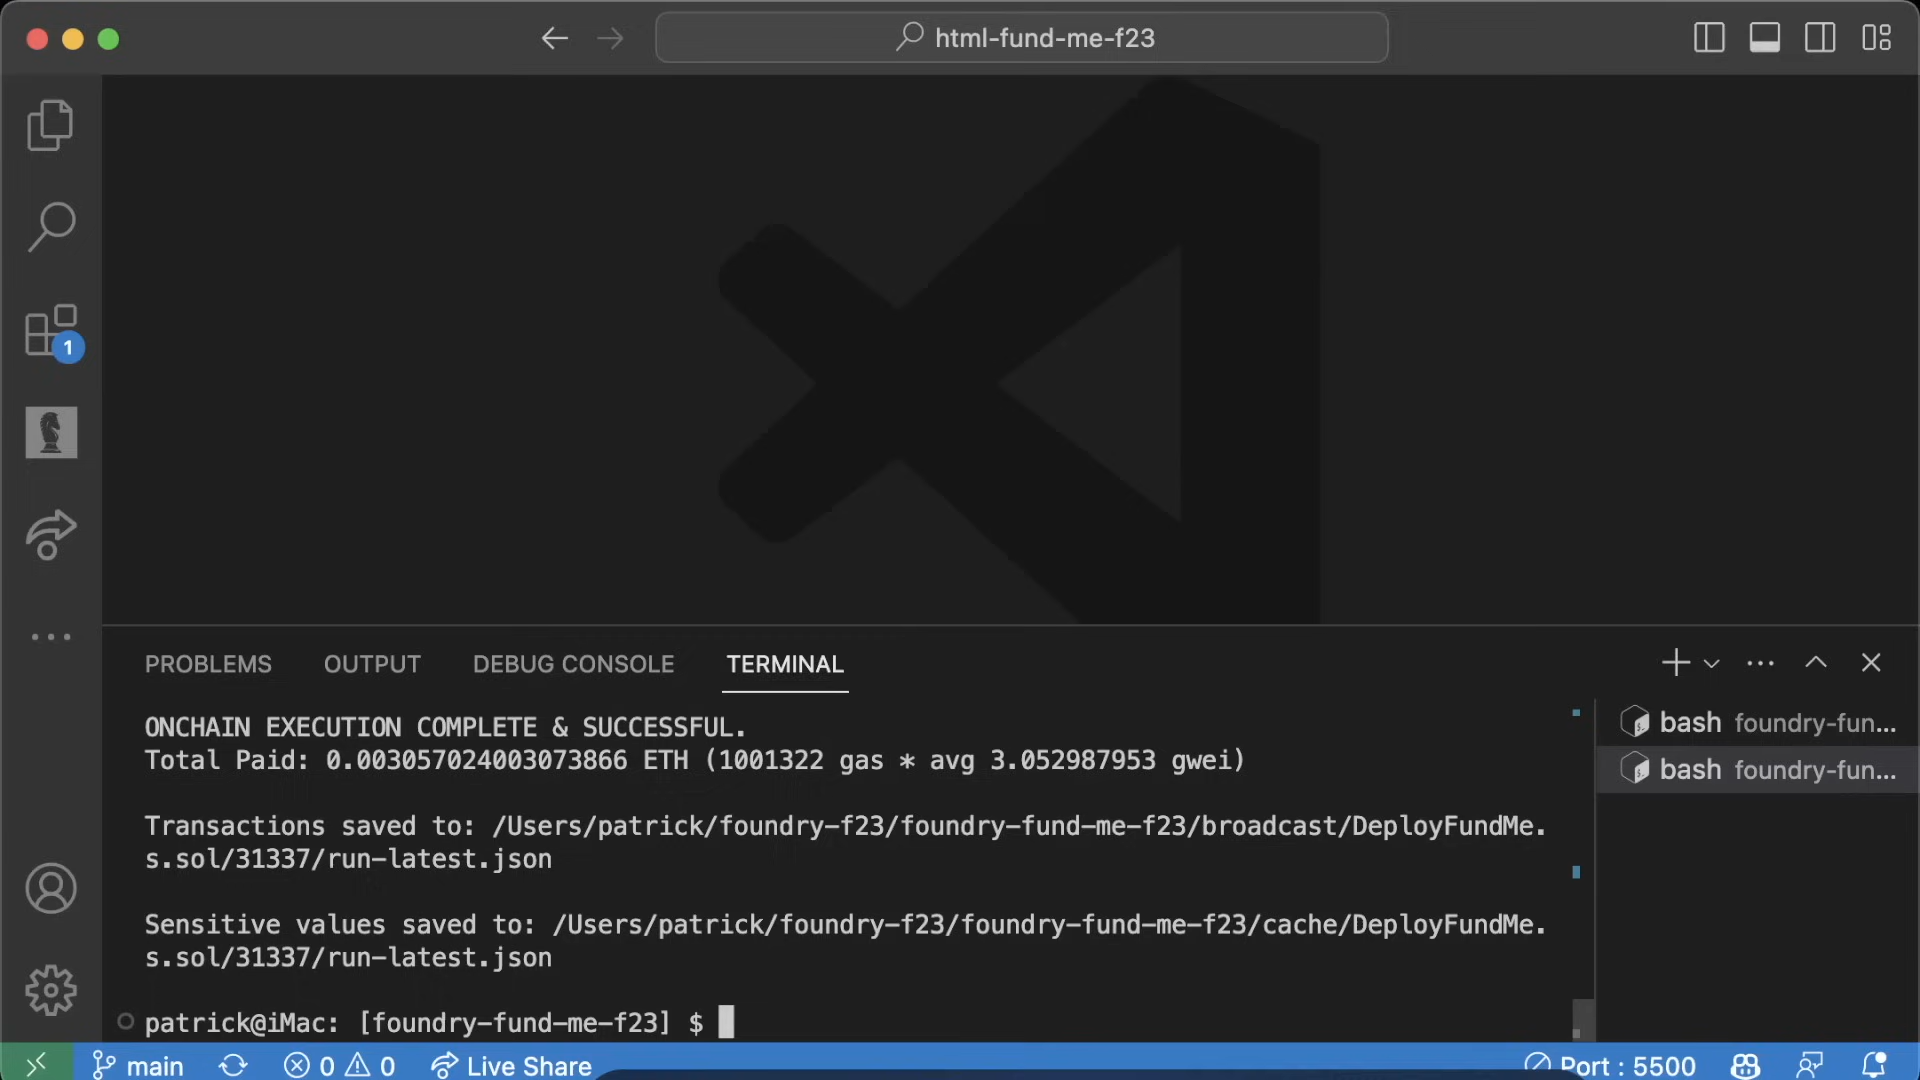 html-fund-me-f23
1
PROBLEMS OUTPUT DEBUG CONSOLE TERMINAL
ONCHAIN EXECUTION COMPLETE & SUCCESSFUL.
Total Paid: 0.003057024003073866 ETH (1001322 gas * avg 3.052987953 gwei)
Transactions saved to: /Users/patrick/foundry-f23/foundry-fund-me-f23/broadcast/DeployFundMe.
s.sol/31337/run-latest.json
Sensitive values saved to: /Users/patrick/foundry-f23/foundry-fund-me-f23/cache/DeployFundMe.
s.sol/31337/run-latest.json
patrick@iMac: [foundry-fund-me-f23] $
bash foundry-fun...
bash foundry-fun...
main 0 0 Live Share Port : 5500